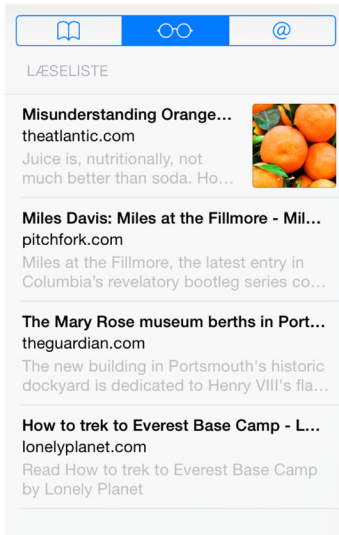 @
LÆSELISTE
Misunderstanding Orange...
theatlantic.com
Juice is, nutritionally, not
much better than soda. Ho...
Miles Davis: Miles at the Fillmore - Mil...
pitchfork.com
Miles at the Fillmore, the latest entry in
Columbia's revelatory bootleg series co...
The Mary Rose museum berths in Port...
theguardian.com
The new building in Portsmouth's historic
dockyard is dedicated to Henry VIII's fla...
How to trek to Everest Base Camp - L...
lonelyplanet.com
Read How to trek to Everest Base Camp
by Lonely Planet